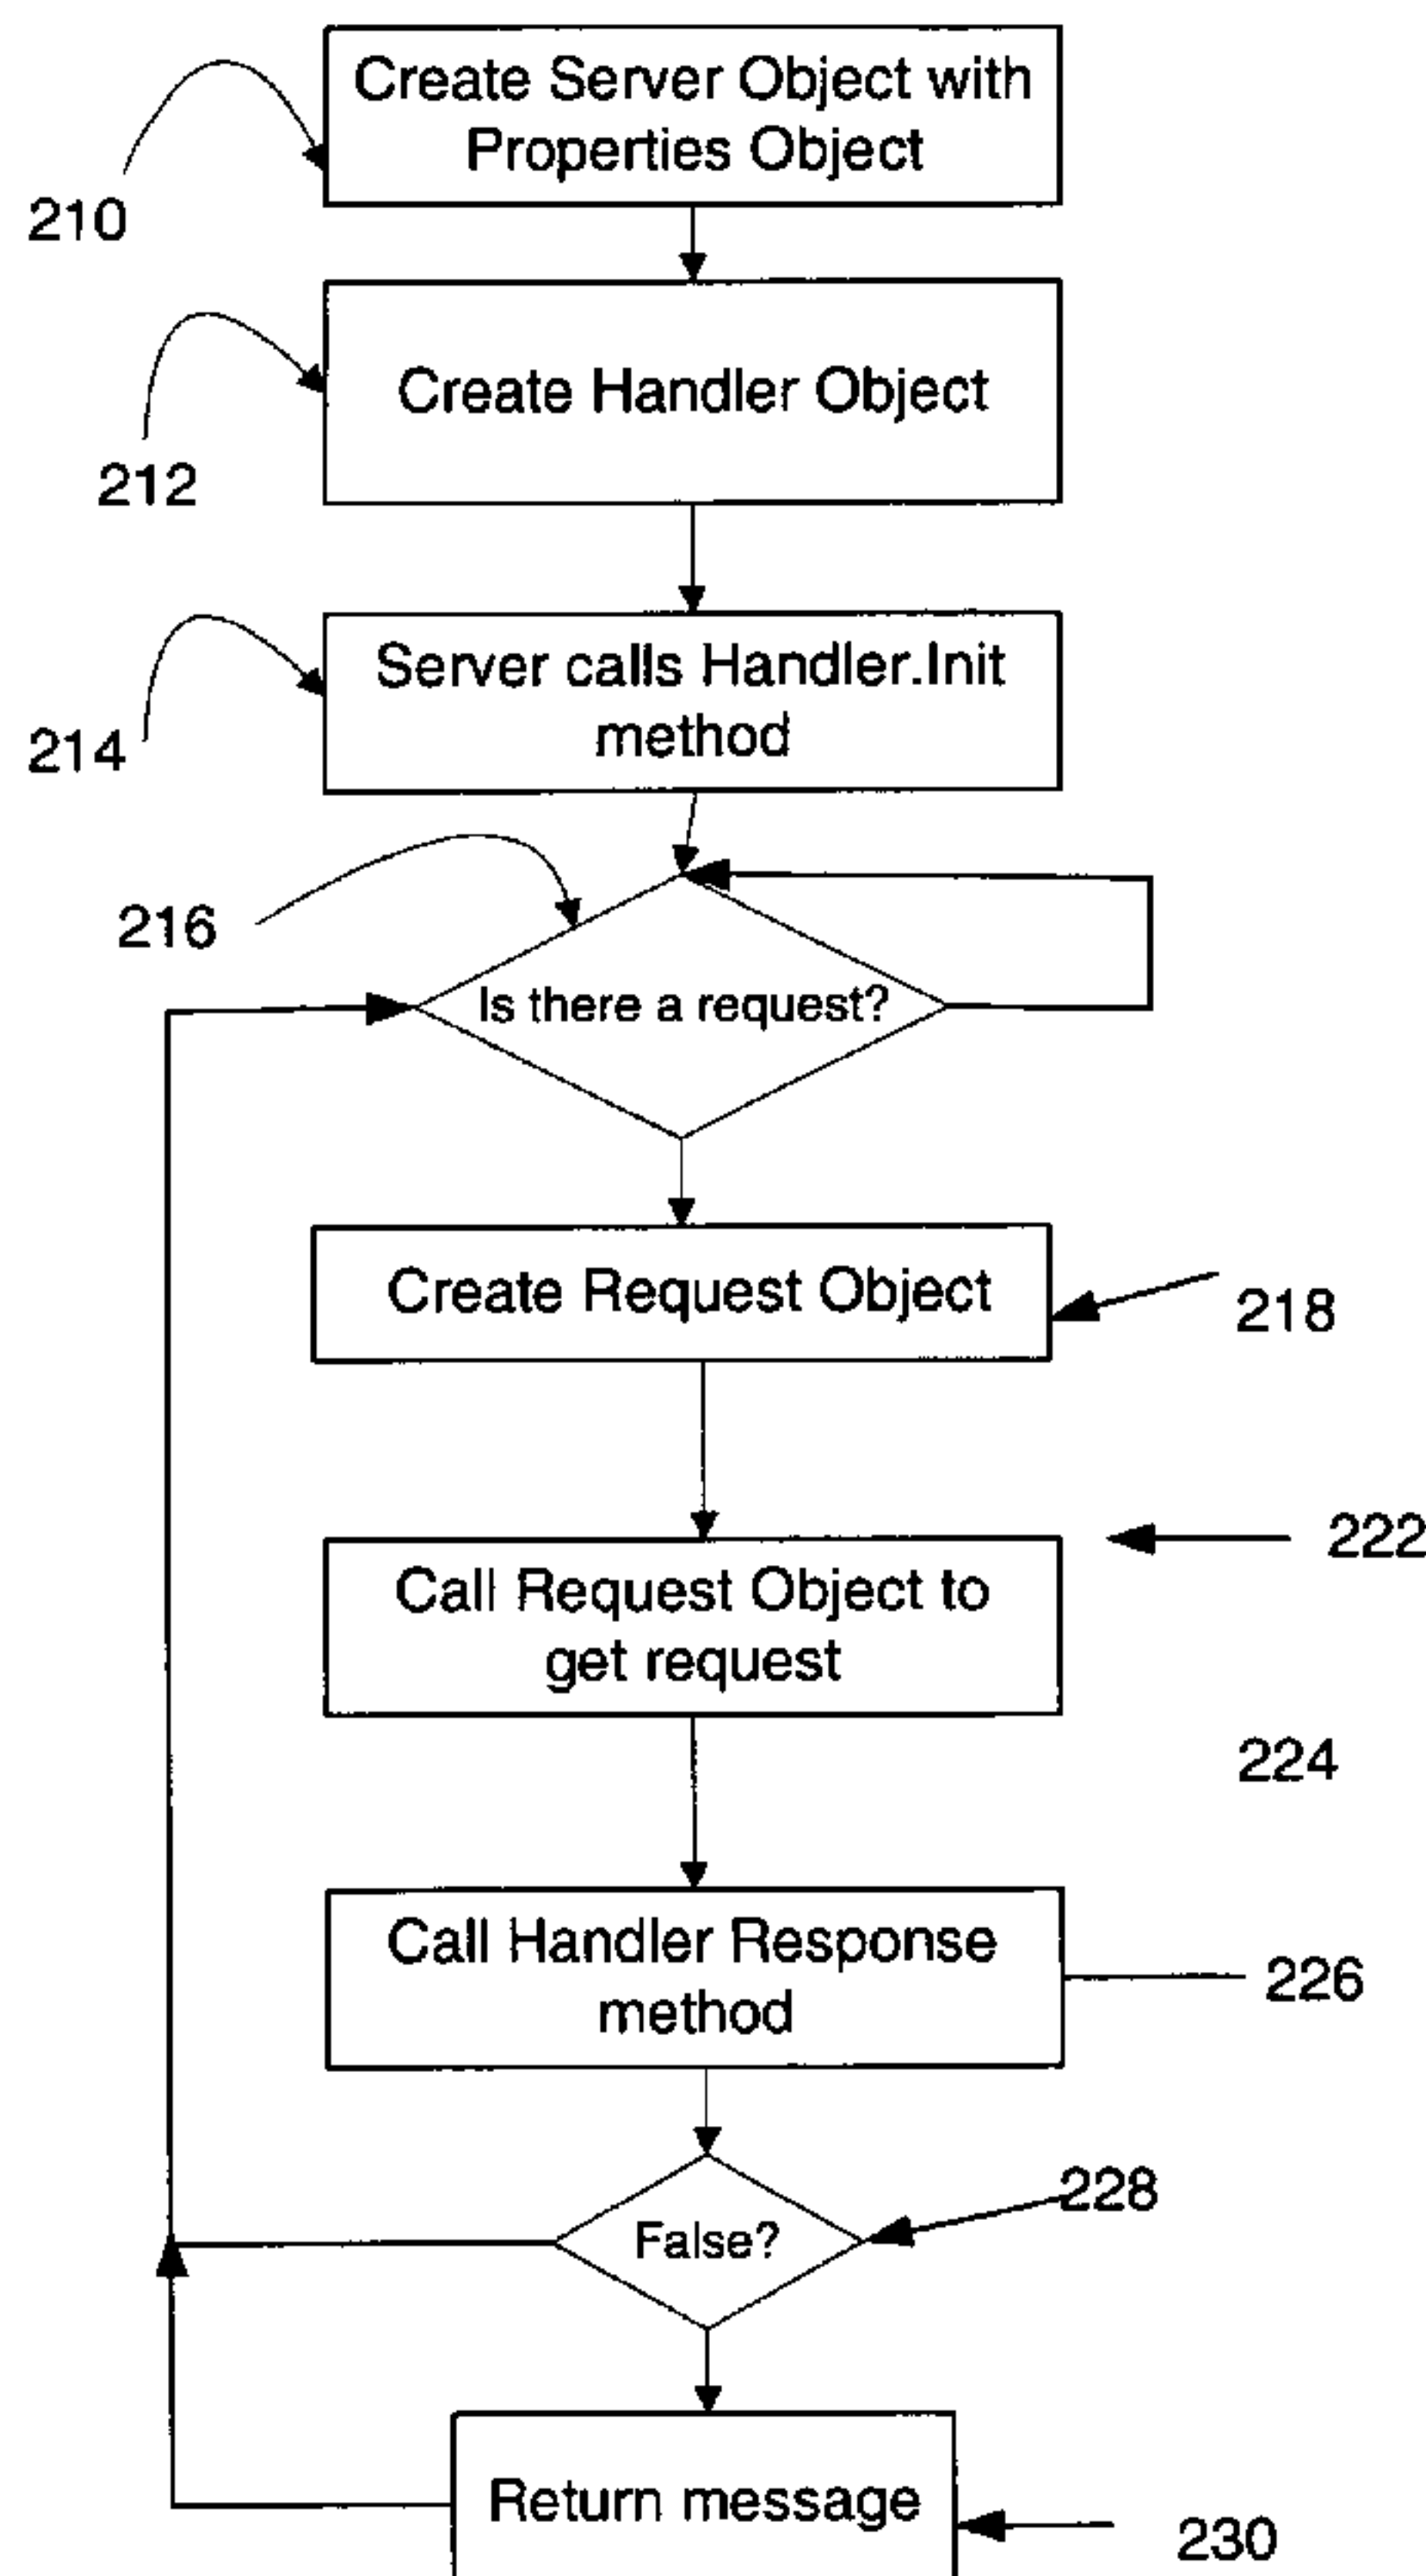 Create Server Object with
Properties Object
210
Create Handler Object
212
Server calls Handler.Init
method
214
216
Is there a request?
Create Request Object
218
222
Call Request Object to
get request
224
Call Handler Response
method
226
228
False?
Return message
230